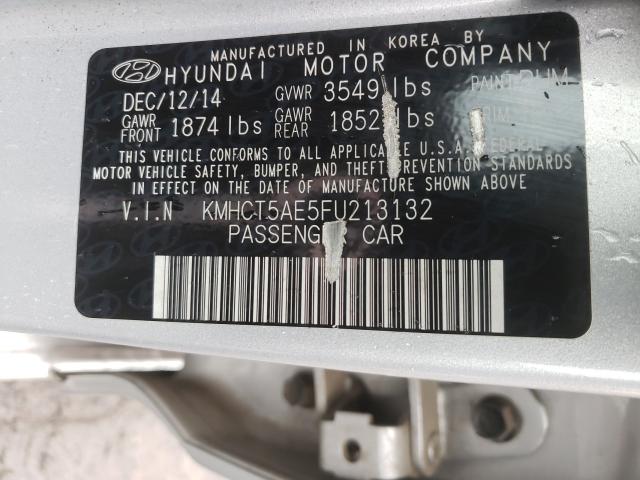 MANUFACTURED IN KOREA BY
HYUNDAI MOTOR COMPANY
DEC/12/14 GVWR 3549 lbs PAINT
GAWR FRONT 1874 lbs GAWR REAR 1852 lbs
THIS VEHICLE CONFORMS TO ALL APPLICABLE U.S.A. FEDERAL
MOTOR VEHICLE SAFETY, BUMPER, AND THEFT PREVENTION STANDARDS
IN EFFECT ON THE DATE OF MANUFACTURE SHOWN ABOVE.
V.I.N KMHCT5AE5FU213132
PASSENGER CAR